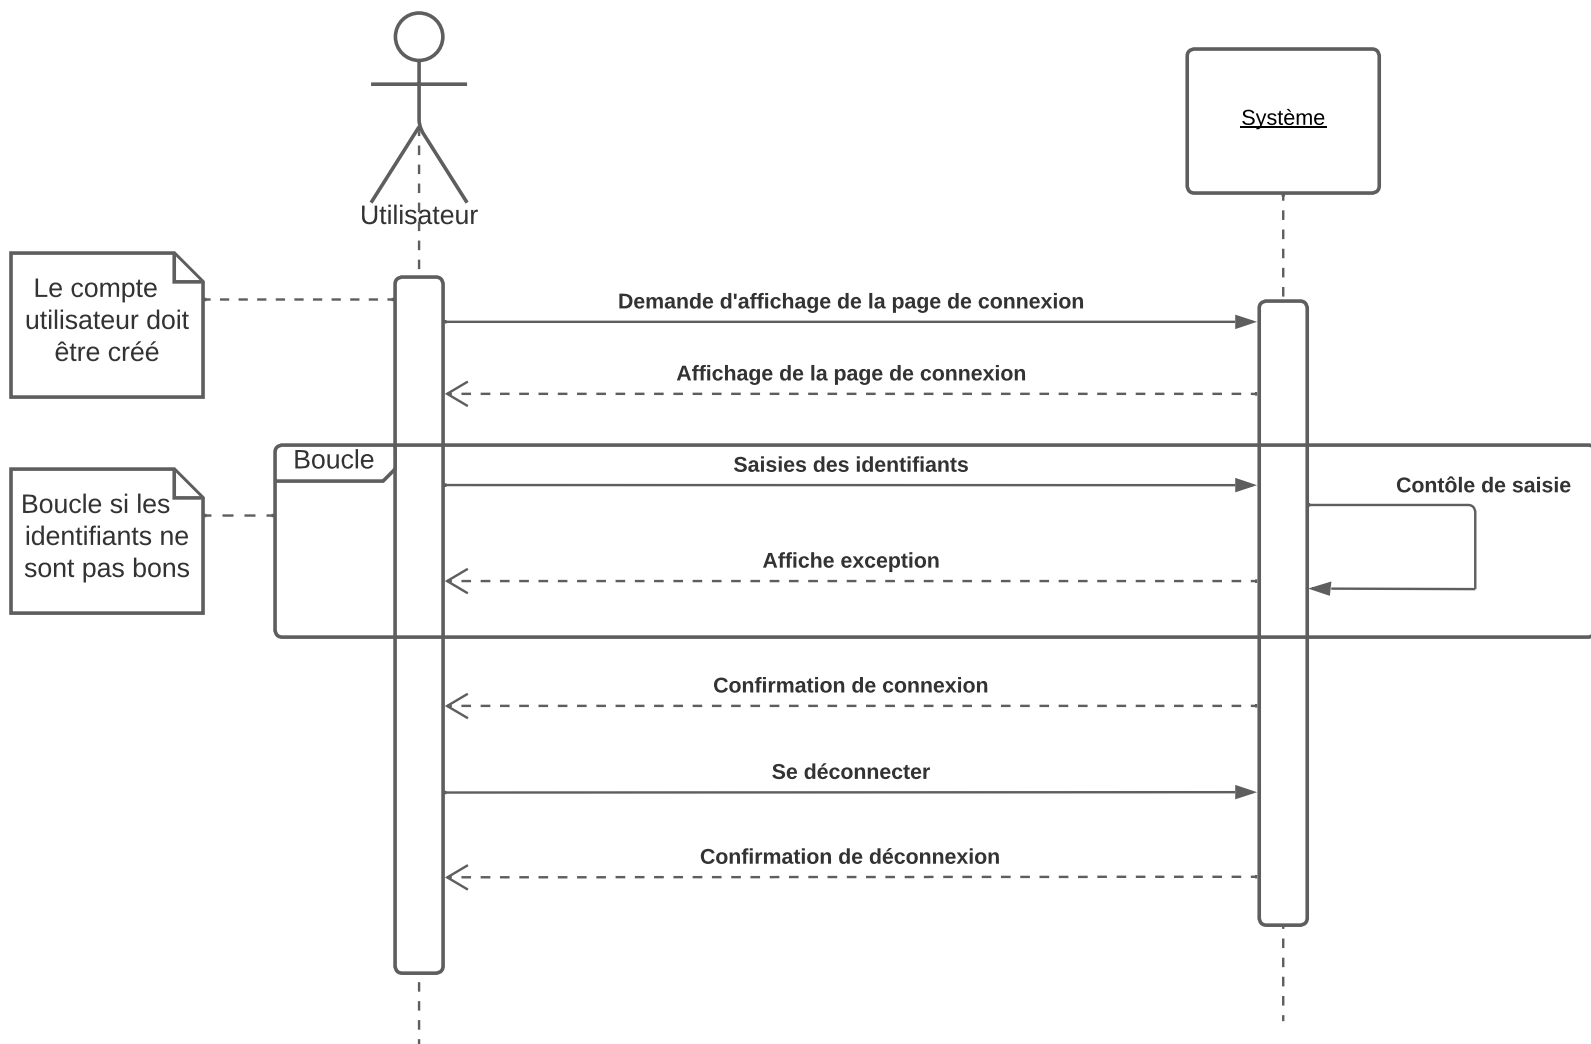 Système
Utilisateur
Le compte
utilisateur doit
être créé
Demande d'affichage de la page de connexion
Affichage de la page de connexion
Boucle
Saisies des identifiants
Contôle de saisie
Boucle si les
identifiants ne
sont pas bons
Affiche exception
Confirmation de connexion
Se déconnecter
Confirmation de déconnexion